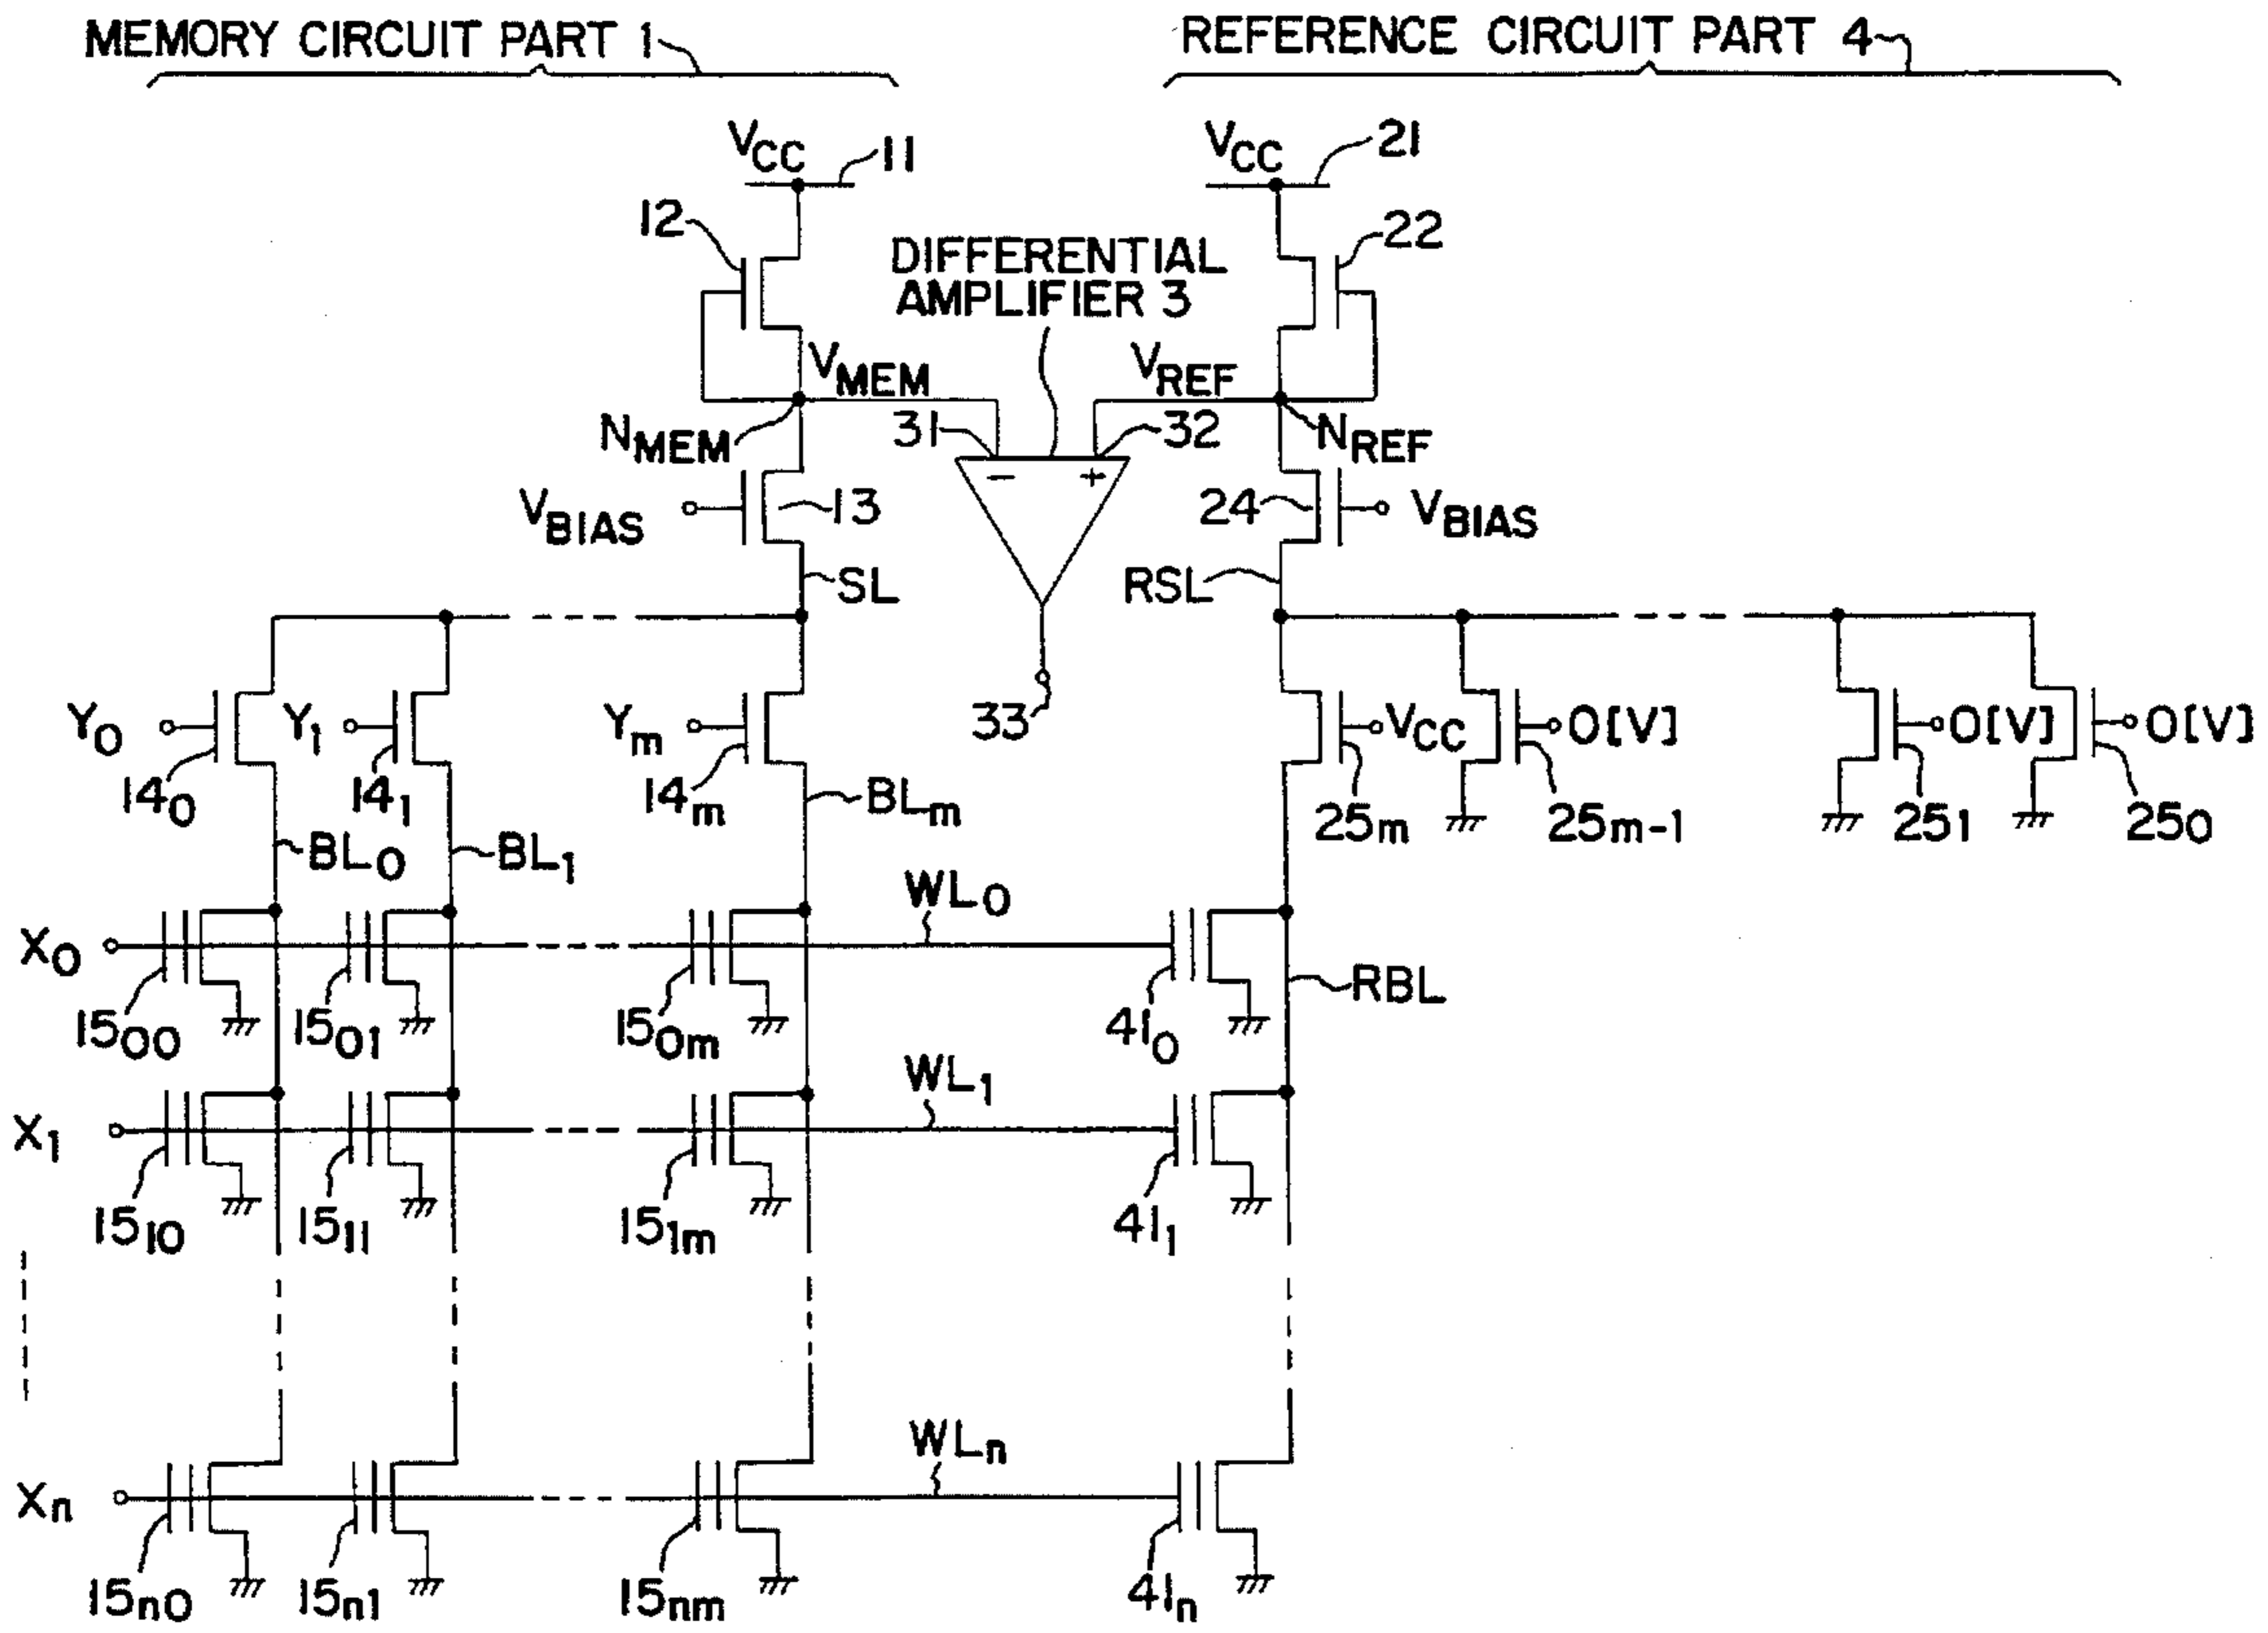 MEMORY CIRCUIT PART 1
REFERENCE CIRCUIT PART 4
VCC 11
VCC 21
12
22
DIFFERENTIAL
AMPLIFIER 3
VMEM
VREF
NMEM
31
32
NREF
− +
VBIAS
13
24
VBIAS
SL
RSL
Y0
Y1
Ym
33
VCC
0[V]
0[V]
0[V]
140
141
14m
BLm
25m
25m-1
251
250
BL0
BL1
WL0
X0
RBL
1500
1501
150m
410
WL1
X1
1510
1511
151m
411
WLn
Xn
15n0
15n1
15nm
41n